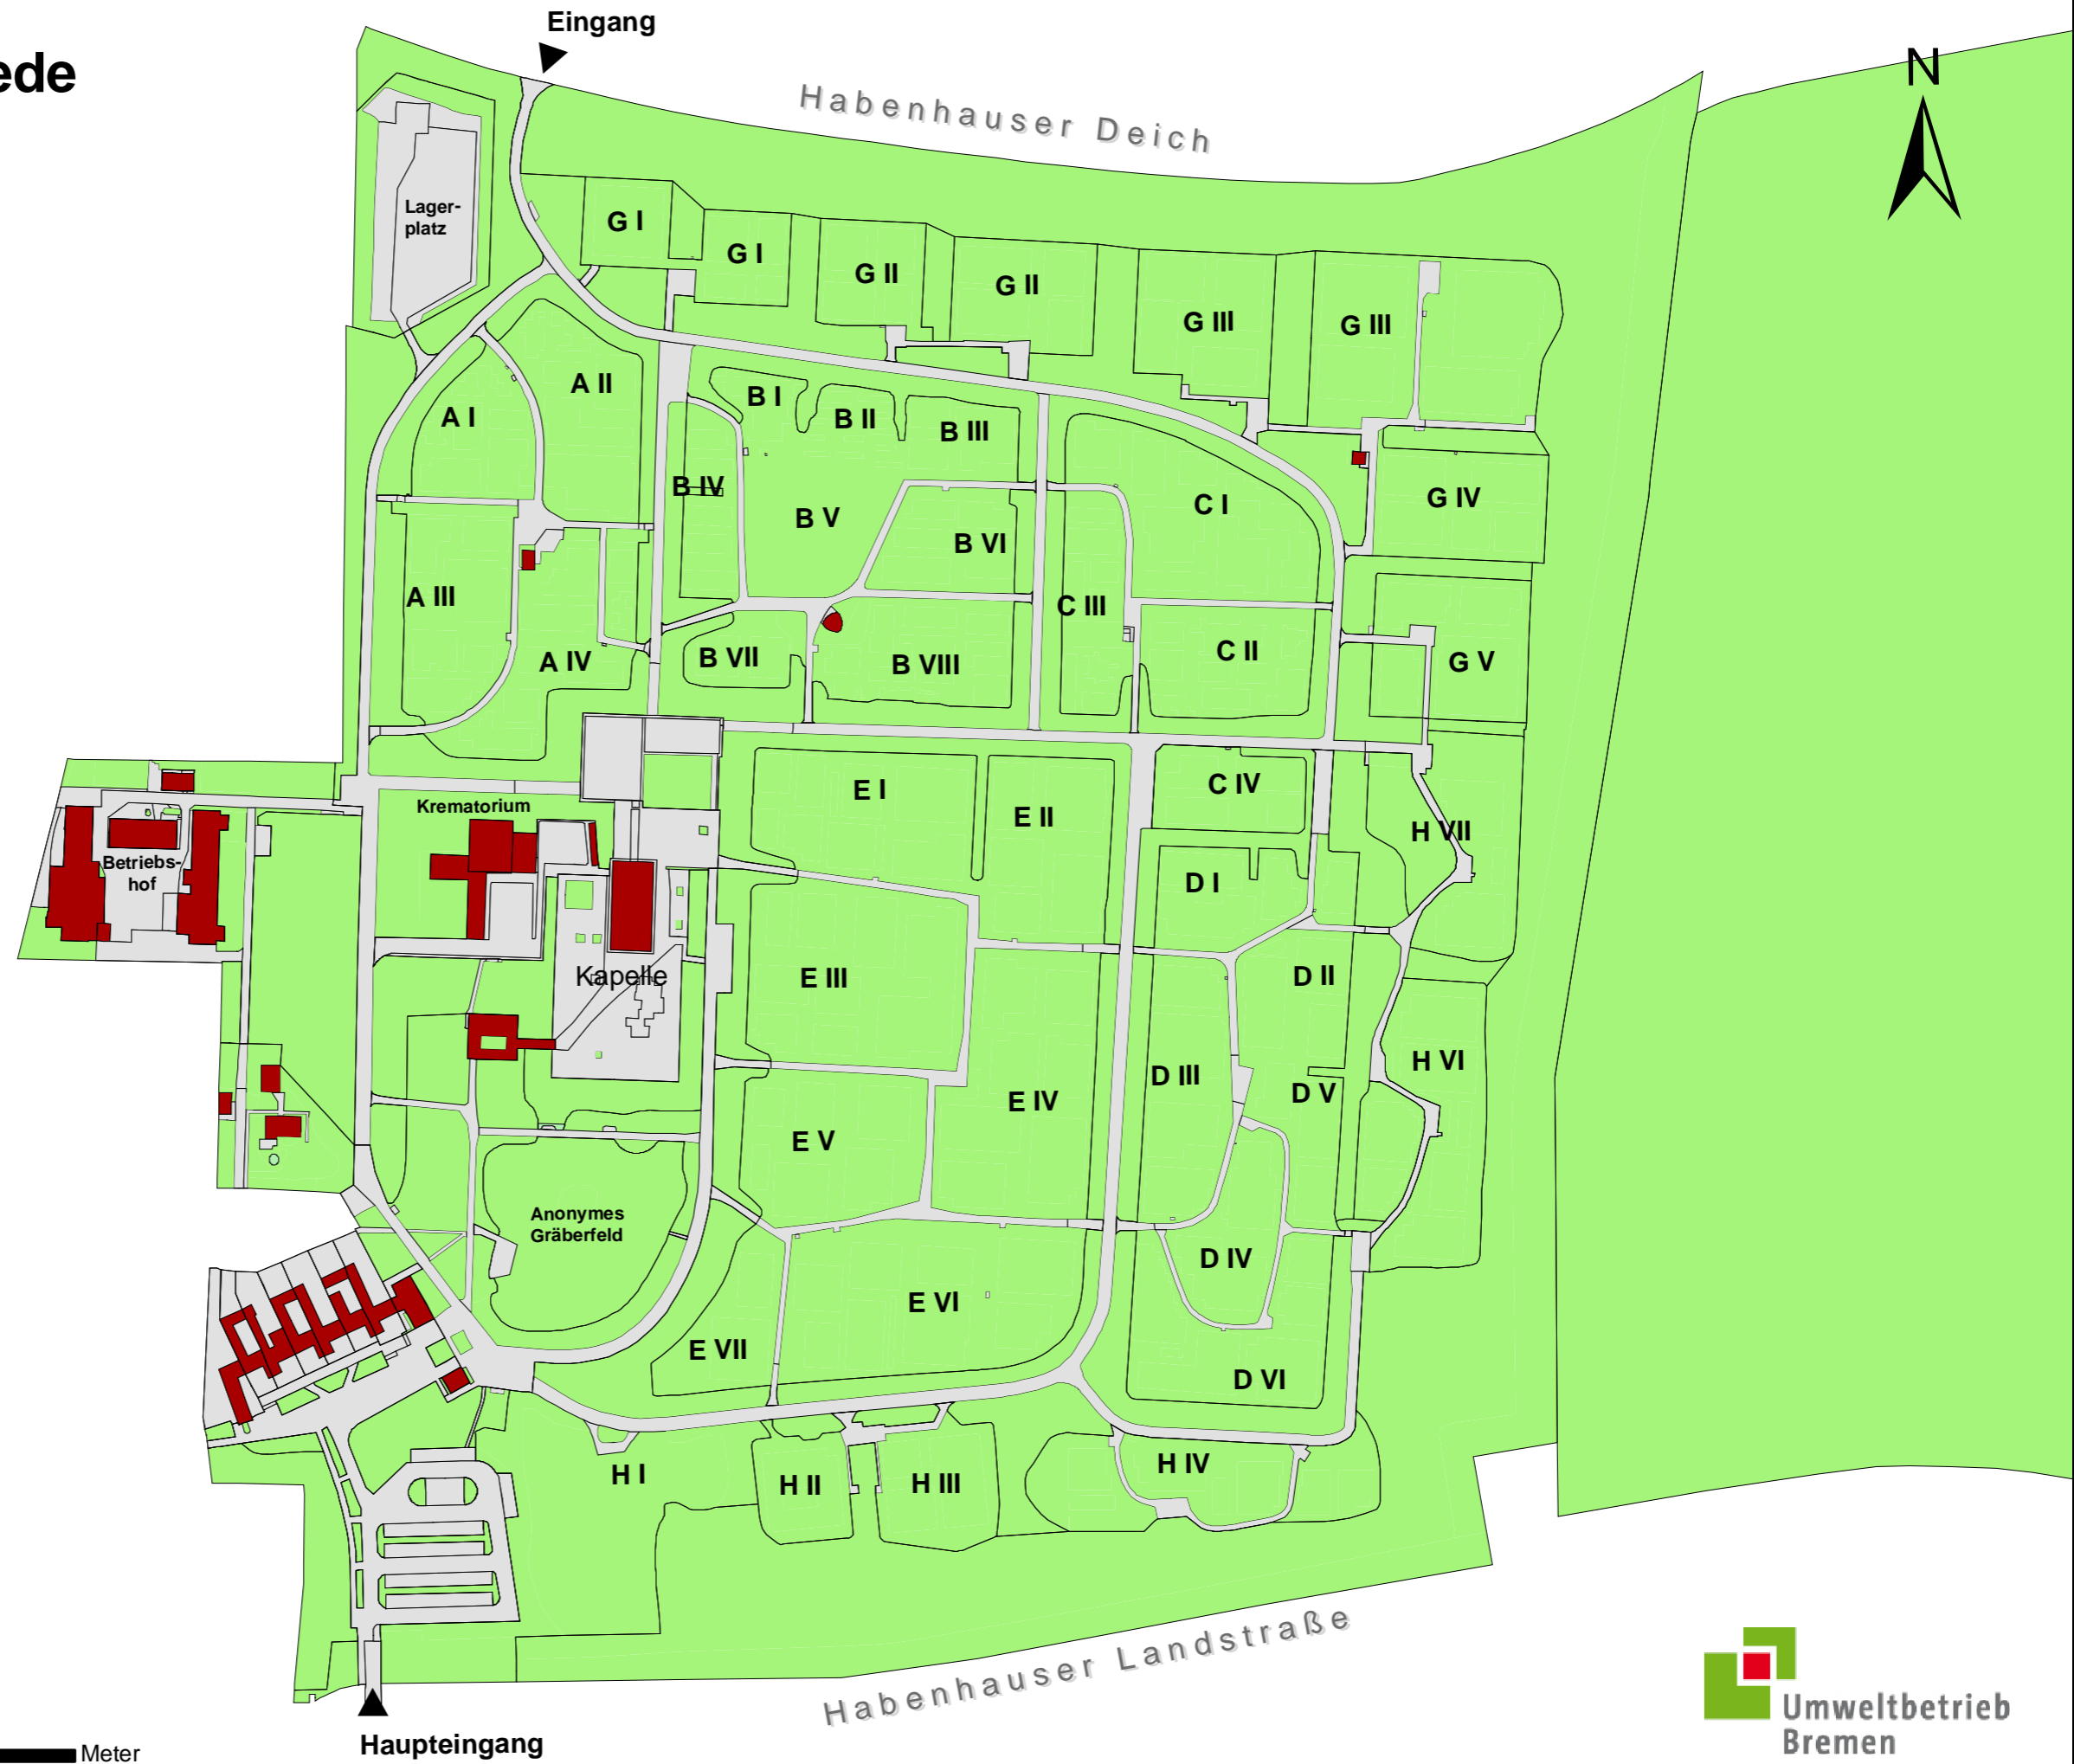 Eingang
ede
N
Habenhauser Deich
Lager-
platz
G I
G I
G II
G II
G III
G III
A II
A I
B I
B II
B III
B IV
C I
G IV
B V
B VI
A III
C III
C II
G V
A IV
B VII
B VIII
E I
C IV
Krematorium
E II
H VII
Betriebs-
hof
D I
Kapelle
E III
D II
D III
H VI
D V
E IV
E V
Anonymes
Gräberfeld
D IV
E VI
E VII
D VI
H I
H II
H III
H IV
Habenhauser Landstraße
Umweltbetrieb
Bremen
Haupteingang
Meter